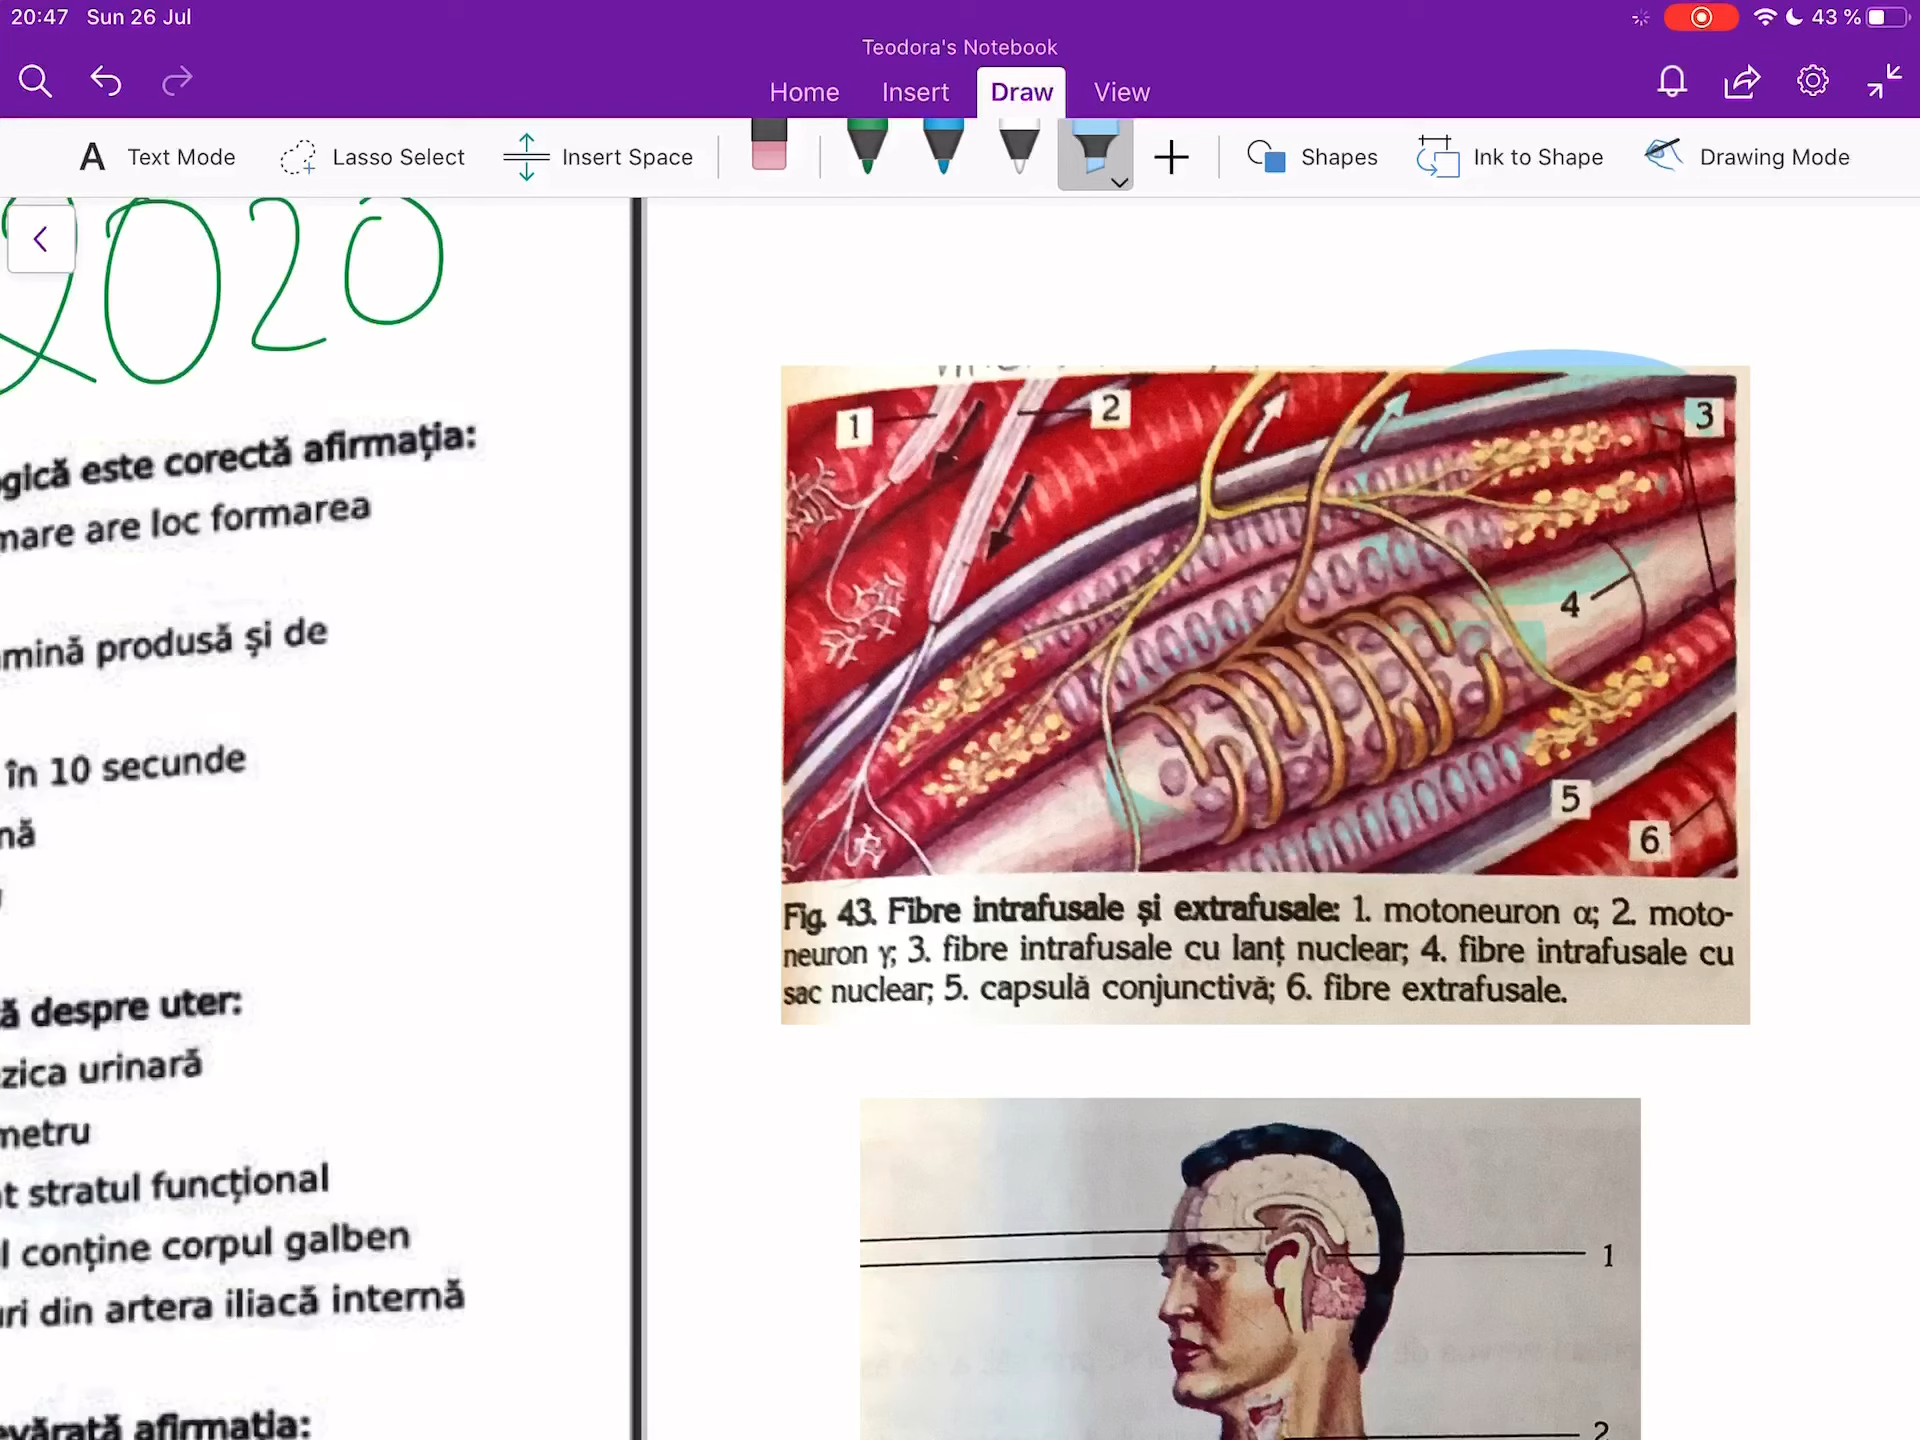 20:47 Sun 26 Jul
43 %
Teodora's Notebook
Home Insert Draw View
A Text Mode Lasso Select Insert Space Shapes Ink to Shape Drawing Mode
2020
ogică este corectă afirmația:
mare are loc formarea
mină produsă și de
în 10 secunde
nă
ă despre uter:
zica urinară
metru
t stratul funcțional
l conține corpul galben
uri din artera iliacă internă
evărată afirmația:
1
2
3
4
5
6
Fig. 43. Fibre intrafusale și extrafusale: 1. motoneuron α; 2. moto-
neuron γ; 3. fibre intrafusale cu lanț nuclear; 4. fibre intrafusale cu
sac nuclear; 5. capsulă conjunctivă; 6. fibre extrafusale.
1
2